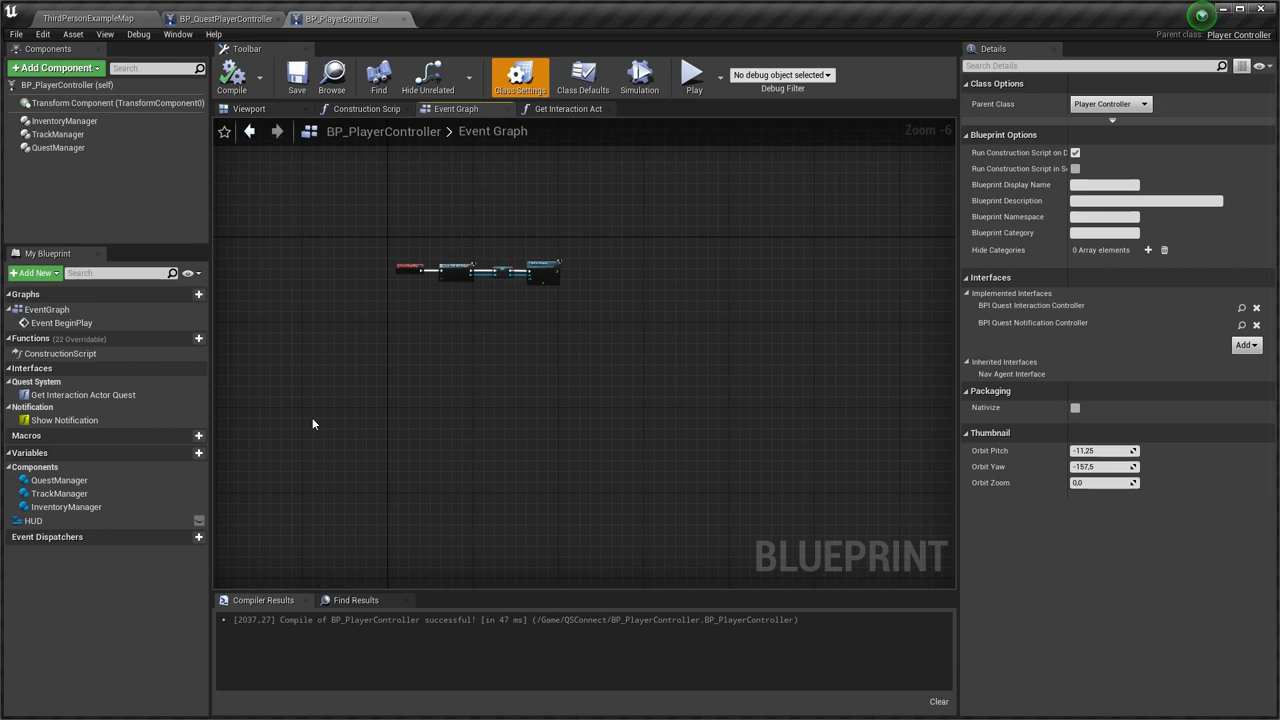 ThirdPersonExampleMap
BP_QuestPlayerController
BP_PlayerController
File Edit Asset View Debug Window Help
Parent class: Player Controller
Components
Add Component
Search
BP_PlayerController (self)
Transform Component (TransformComponent0)
InventoryManager
TrackManager
QuestManager
My Blueprint
Add New
Search
Graphs
EventGraph
Event BeginPlay
Functions (22 Overridable)
ConstructionScript
Interfaces
Quest System
Get Interaction Actor Quest
Notification
Show Notification
Macros
Variables
Components
QuestManager
TrackManager
InventoryManager
HUD
Event Dispatchers
Toolbar
Compile
Save
Browse
Find
Hide Unrelated
Class Settings
Class Defaults
Simulation
Play
No debug object selected
Debug Filter
Viewport
Construction Scrip
Event Graph
Get Interaction Act
BP_PlayerController > Event Graph
Zoom -6
BLUEPRINT
Compiler Results
Find Results
[2037,27] Compile of BP_PlayerController successful! [in 47 ms] (/Game/QSConnect/BP_PlayerController.BP_PlayerController)
Clear
Details
Search Details
Class Options
Parent Class
Player Controller
Blueprint Options
Run Construction Script on D
Run Construction Script in S
Blueprint Display Name
Blueprint Description
Blueprint Namespace
Blueprint Category
Hide Categories
0 Array elements
Interfaces
Implemented Interfaces
BPI Quest Interaction Controller
BPI Quest Notification Controller
Add
Inherited Interfaces
Nav Agent Interface
Packaging
Nativize
Thumbnail
Orbit Pitch
-11,25
Orbit Yaw
-157,5
Orbit Zoom
0,0